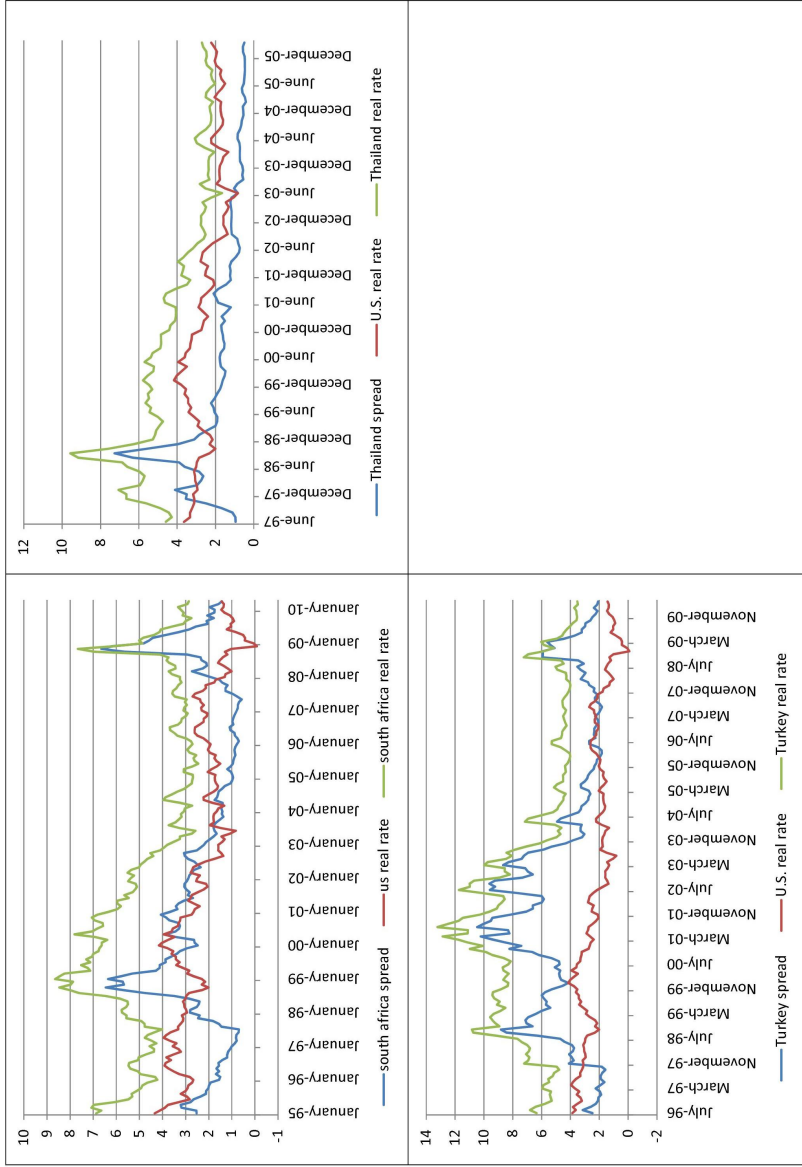 12
10
8
6
4
2
0
June-97
December-97
June-98
December-98
June-99
December-99
June-00
December-00
June-01
December-01
June-02
December-02
June-03
December-03
June-04
December-04
June-05
December-05
Thailand spread U.S. real rate Thailand real rate
10
9
8
7
6
5
4
3
2
1
0
-1
January-95
January-96
January-97
January-98
January-99
January-00
January-01
January-02
January-03
January-04
January-05
January-06
January-07
January-08
January-09
January-10
south africa spread us real rate south africa real rate
14
12
10
8
6
4
2
0
-2
July-96
March-97
November-97
July-98
March-99
November-99
July-00
March-01
November-01
July-02
March-03
November-03
July-04
March-05
November-05
July-06
March-07
November-07
July-08
March-09
November-09
Turkey spread U.S. real rate Turkey real rate